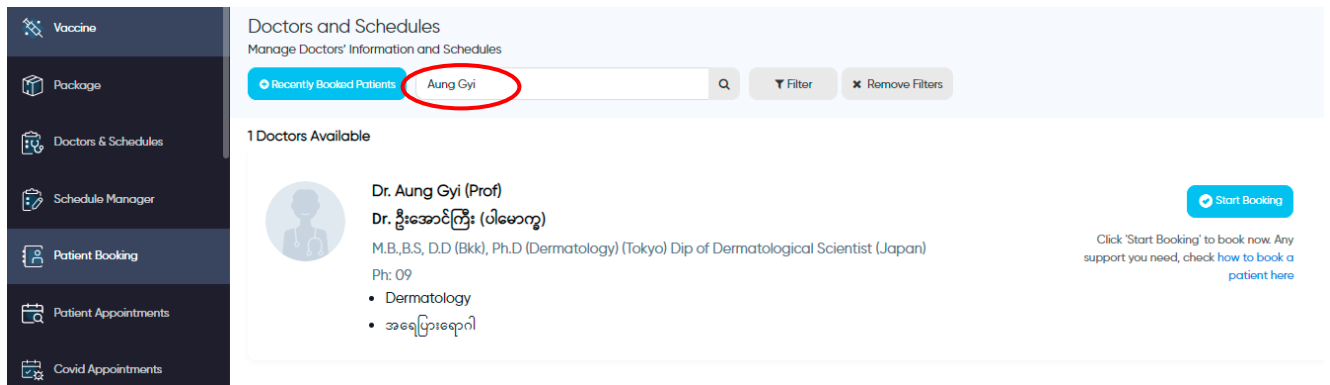 Vaccine
Package
Doctors & Schedules
Schedule Manager
Patient Booking
Patient Appointments
Covid Appointments
Doctors and Schedules
Manage Doctors' Information and Schedules
Recently Booked Patients
Aung Gyi
Filter
Remove Filters
1 Doctors Available
Dr. Aung Gyi (Prof)
Dr. ဦးအောင်ကြီး (ပါမောက္ခ)
M.B.,B.S, D.D (Bkk), Ph.D (Dermatology) (Tokyo) Dip of Dermatological Scientist (Japan)
Ph: 09
• Dermatology
• အရေပြားရောဂါ
Start Booking
Click 'Start Booking' to book now. Any
support you need, check how to book a
patient here